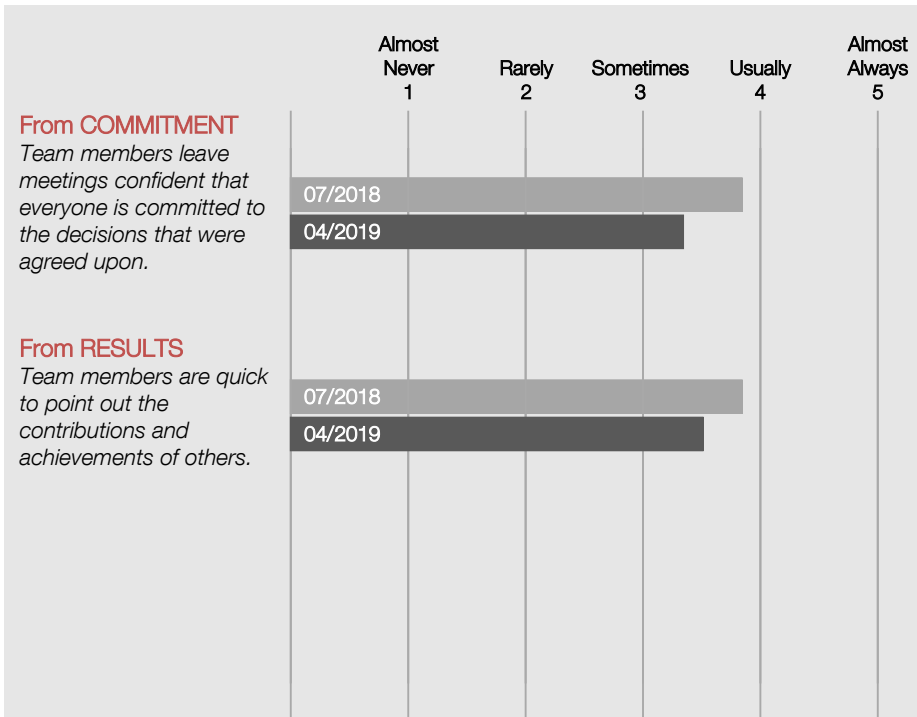 Almost
Never
1
Rarely
2
Sometimes
3
Usually
4
Almost
Always
5
From COMMITMENT
Team members leave
meetings confident that
everyone is committed to
the decisions that were
agreed upon.
07/2018
04/2019
From RESULTS
Team members are quick
to point out the
contributions and
achievements of others.
07/2018
04/2019